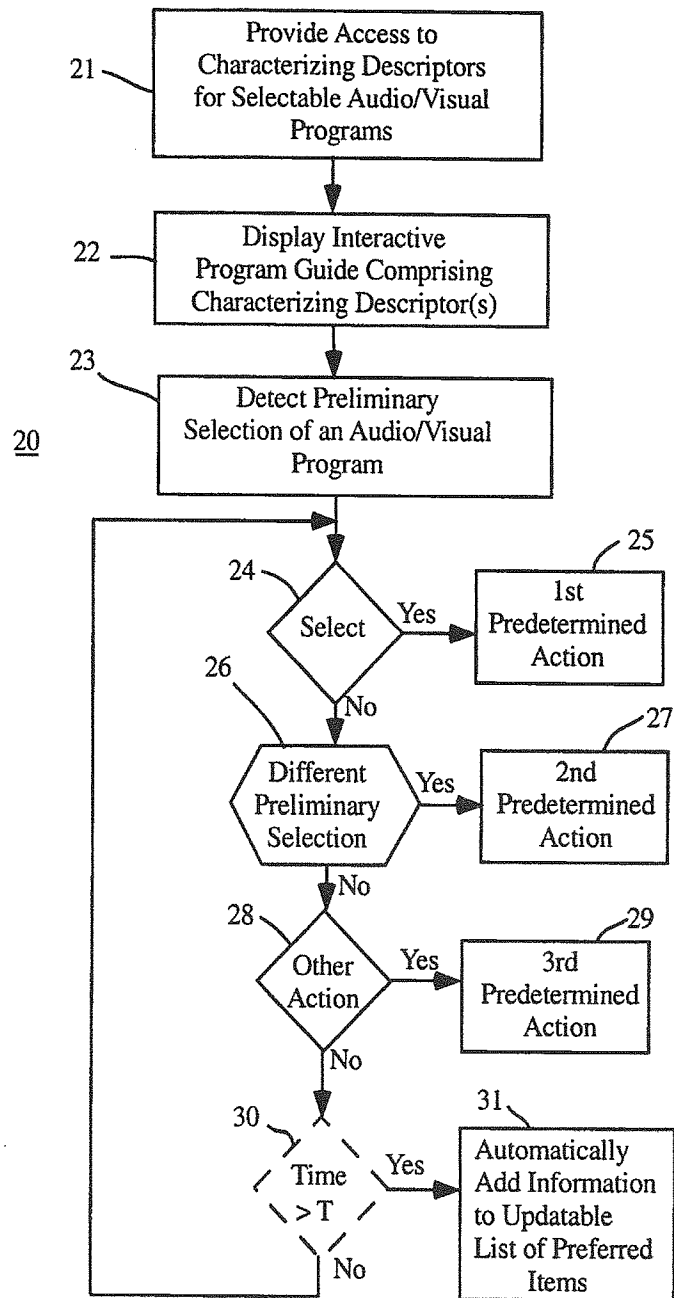 21
Provide Access to
Characterizing Descriptors
for Selectable Audio/Visual
Programs
22
Display Interactive
Program Guide Comprising
Characterizing Descriptor(s)
23
Detect Preliminary
Selection of an Audio/Visual
Program
20
24
Select
Yes
25
1st
Predetermined
Action
No
26
Different
Preliminary
Selection
Yes
27
2nd
Predetermined
Action
No
28
Other
Action
Yes
29
3rd
Predetermined
Action
No
30
Time
> T
Yes
31
Automatically
Add Information
to Updatable
List of Preferred
Items
No